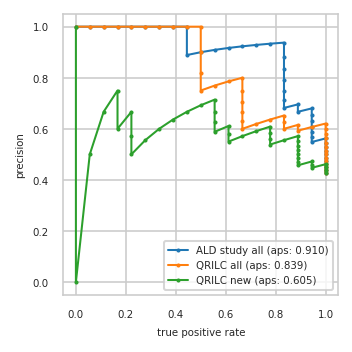 1.0
0.8
0.6
0.4
0.2
0.0
precision
ALD study all (aps: 0.910)
QRILC all (aps: 0.839)
QRILC new (aps: 0.605)
0.0 0.2 0.4 0.6 0.8 1.0
true positive rate